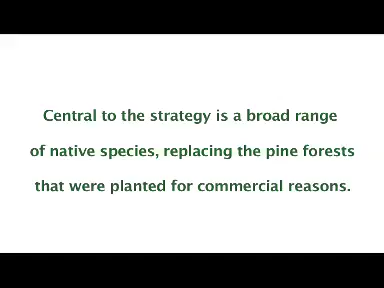 Central to the strategy is a broad range
of native species, replacing the pine forests
that were planted for commercial reasons.